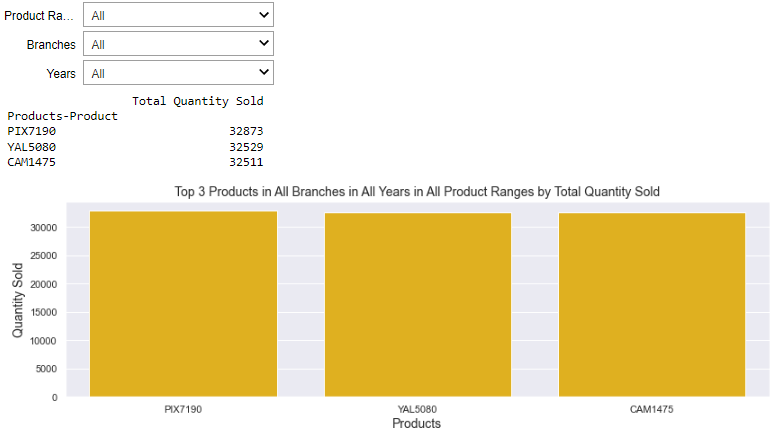 Product Ra... All
Branches All
Years All
Total Quantity Sold
Products-Product
PIX7190 32873
YAL5080 32529
CAM1475 32511
Top 3 Products in All Branches in All Years in All Product Ranges by Total Quantity Sold
Quantity Sold
30000
25000
20000
15000
10000
5000
0
PIX7190 YAL5080 CAM1475
Products